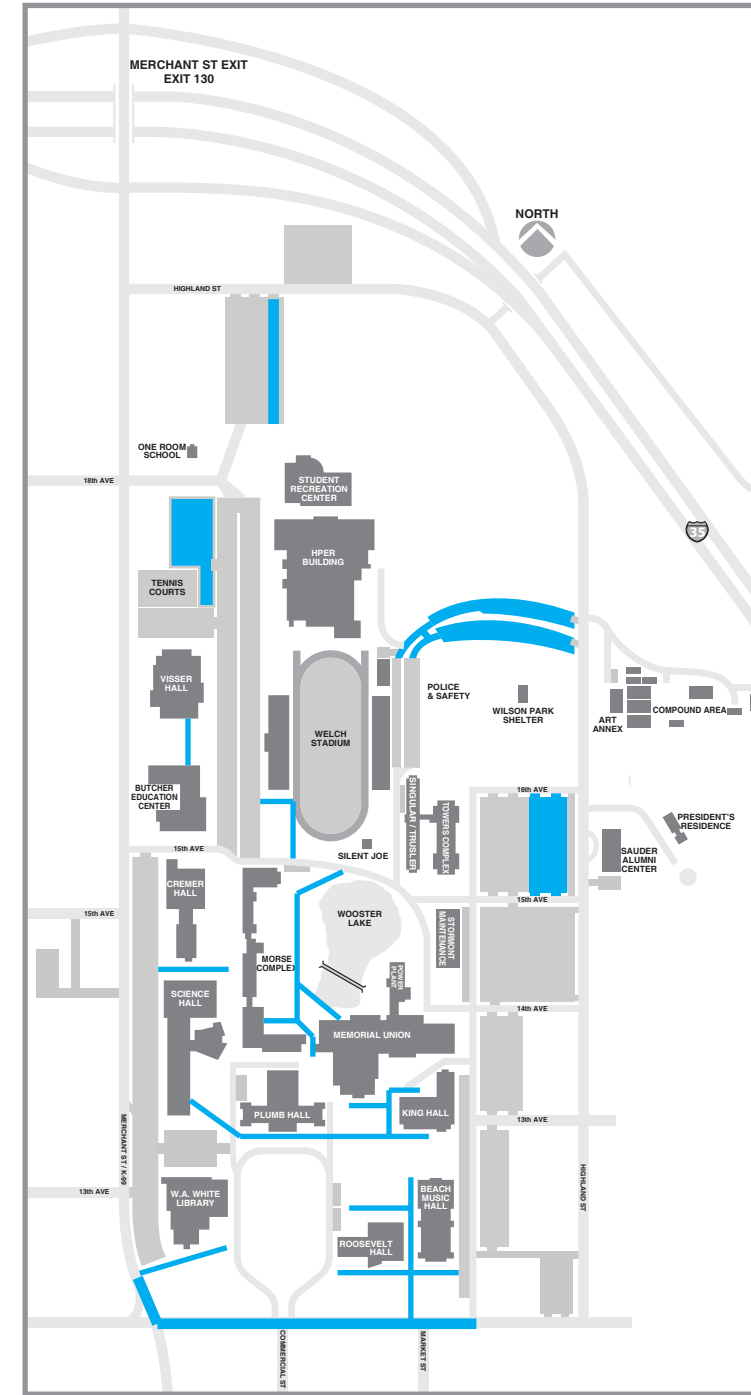 MERCHANT ST EXIT
EXIT 130
NORTH
HIGHLAND ST
ONE ROOM
SCHOOL
18th AVE
STUDENT
RECREATION
CENTER
35
HPER
BUILDING
TENNIS
COURTS
VISSER
HALL
POLICE
& SAFETY
WILSON PARK
SHELTER
ART
ANNEX
COMPOUND AREA
WELCH
STADIUM
BUTCHER
EDUCATION
CENTER
16th AVE
SINGULAR / TRUSLER
TOWERS COMPLEX
PRESIDENT'S
RESIDENCE
15th AVE
SILENT JOE
SAUDER
ALUMNI
CENTER
CREMER
HALL
15th AVE
15th AVE
WOOSTER
LAKE
STORMONT
MAINTENANCE
MORSE
COMPLEX
POWER
PLANT
SCIENCE
HALL
14th AVE
MEMORIAL UNION
PLUMB HALL
KING HALL
13th AVE
MERCHANT ST / K-99
HIGHLAND ST
13th AVE
W.A. WHITE
LIBRARY
BEACH
MUSIC
HALL
ROOSEVELT
HALL
COMMERCIAL ST
MARKET ST